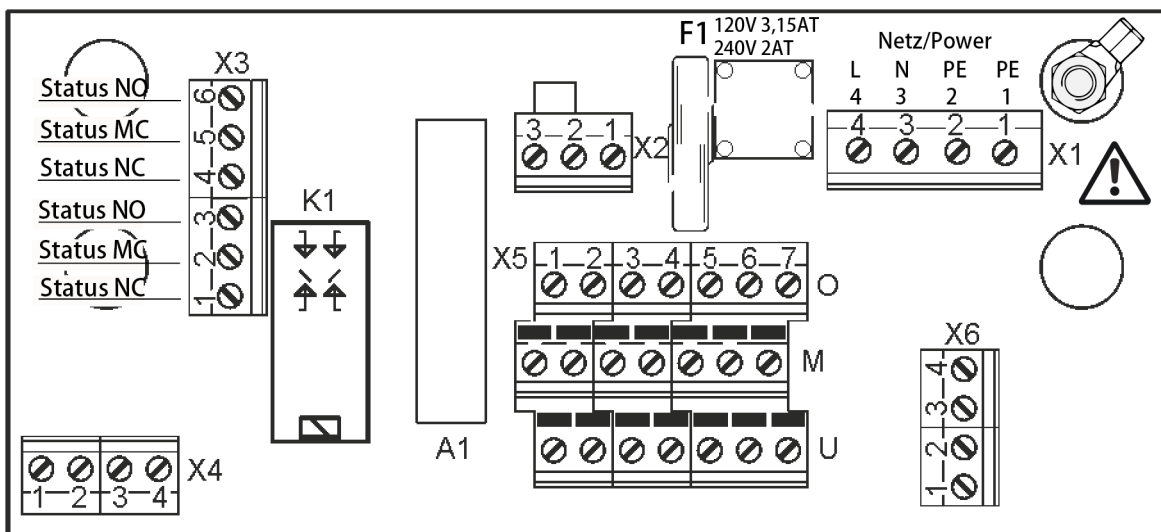 F1
120V 3,15AT
240V 2AT
Netz/Power
L N PE PE
4 3 2 1
X3
Status NO
Status MC
Status NC
Status NO
Status MC
Status NC
6
5
4
3
2
1
K1
A1
3 2 1
X2
4 3 2 1
X1
X5
1 2 3 4 5 6 7
O
M
U
X6
4
3
2
1
X4
1 2 3 4